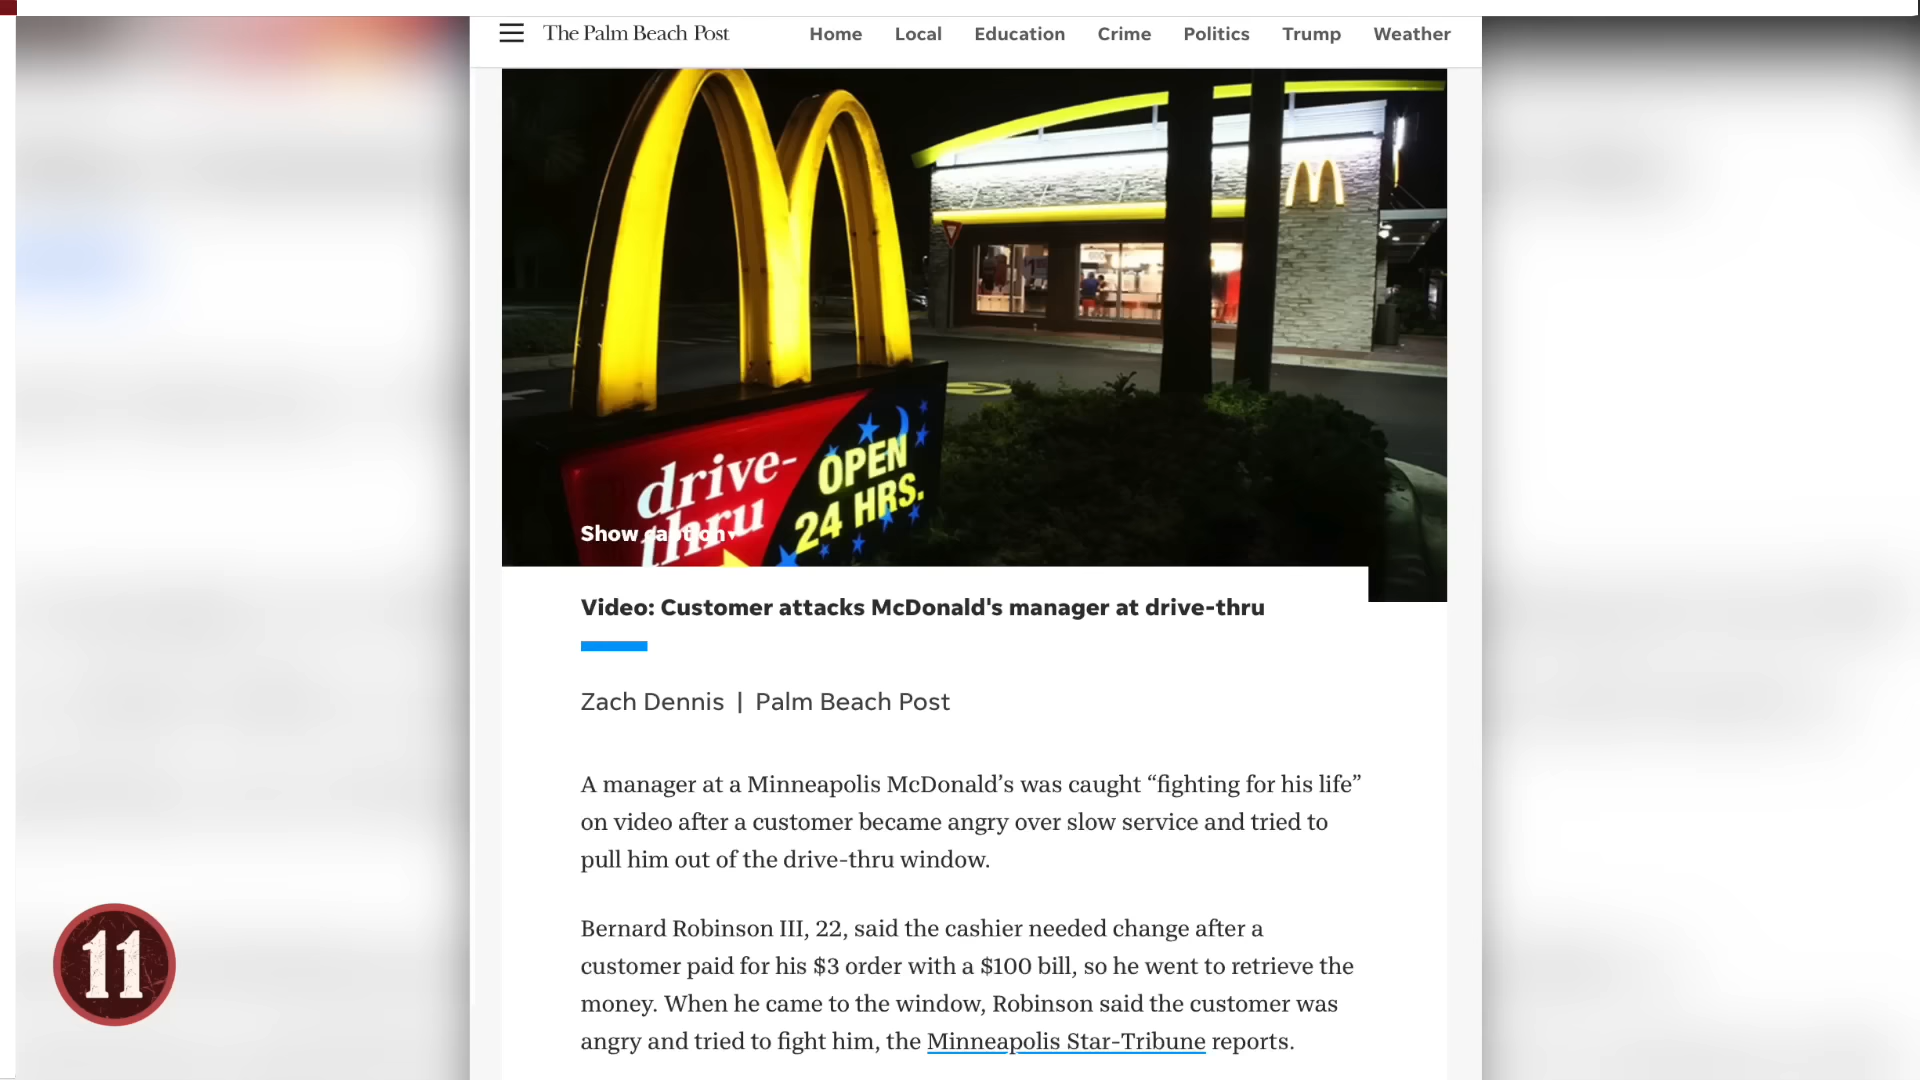 The Palm Beach Post Home Local Education Crime Politics Trump Weather
drive-
thru
OPEN
24 HRS.
Show caption
Video: Customer attacks McDonald's manager at drive-thru
Zach Dennis | Palm Beach Post
A manager at a Minneapolis McDonald’s was caught “fighting for his life”
on video after a customer became angry over slow service and tried to
pull him out of the drive-thru window.
Bernard Robinson III, 22, said the cashier needed change after a
customer paid for his $3 order with a $100 bill, so he went to retrieve the
money. When he came to the window, Robinson said the customer was
angry and tried to fight him, the Minneapolis Star-Tribune reports.
11